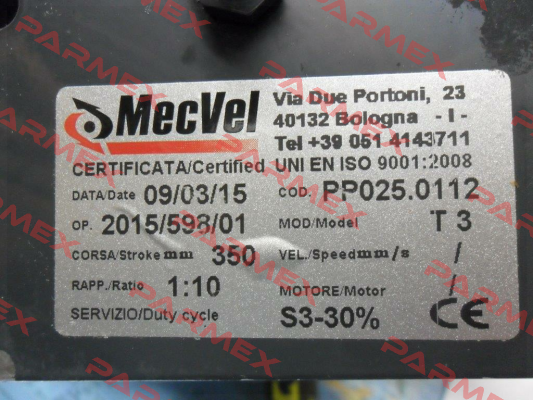 MecVel
Via Due Portoni, 23
40132 Bologna - I -
Tel +39 051 4143711
CERTIFICATA/Certified UNI EN ISO 9001:2008
DATA/Date 09/03/15 COD. PP025.0112
OP. 2015/598/01 MOD/Model T 3
CORSA/Stroke mm 350 VEL./Speed mm/s /
RAPP./Ratio 1:10 MOTORE/Motor /
SERVIZIO/Duty cycle S3-30% CE
PARMEX